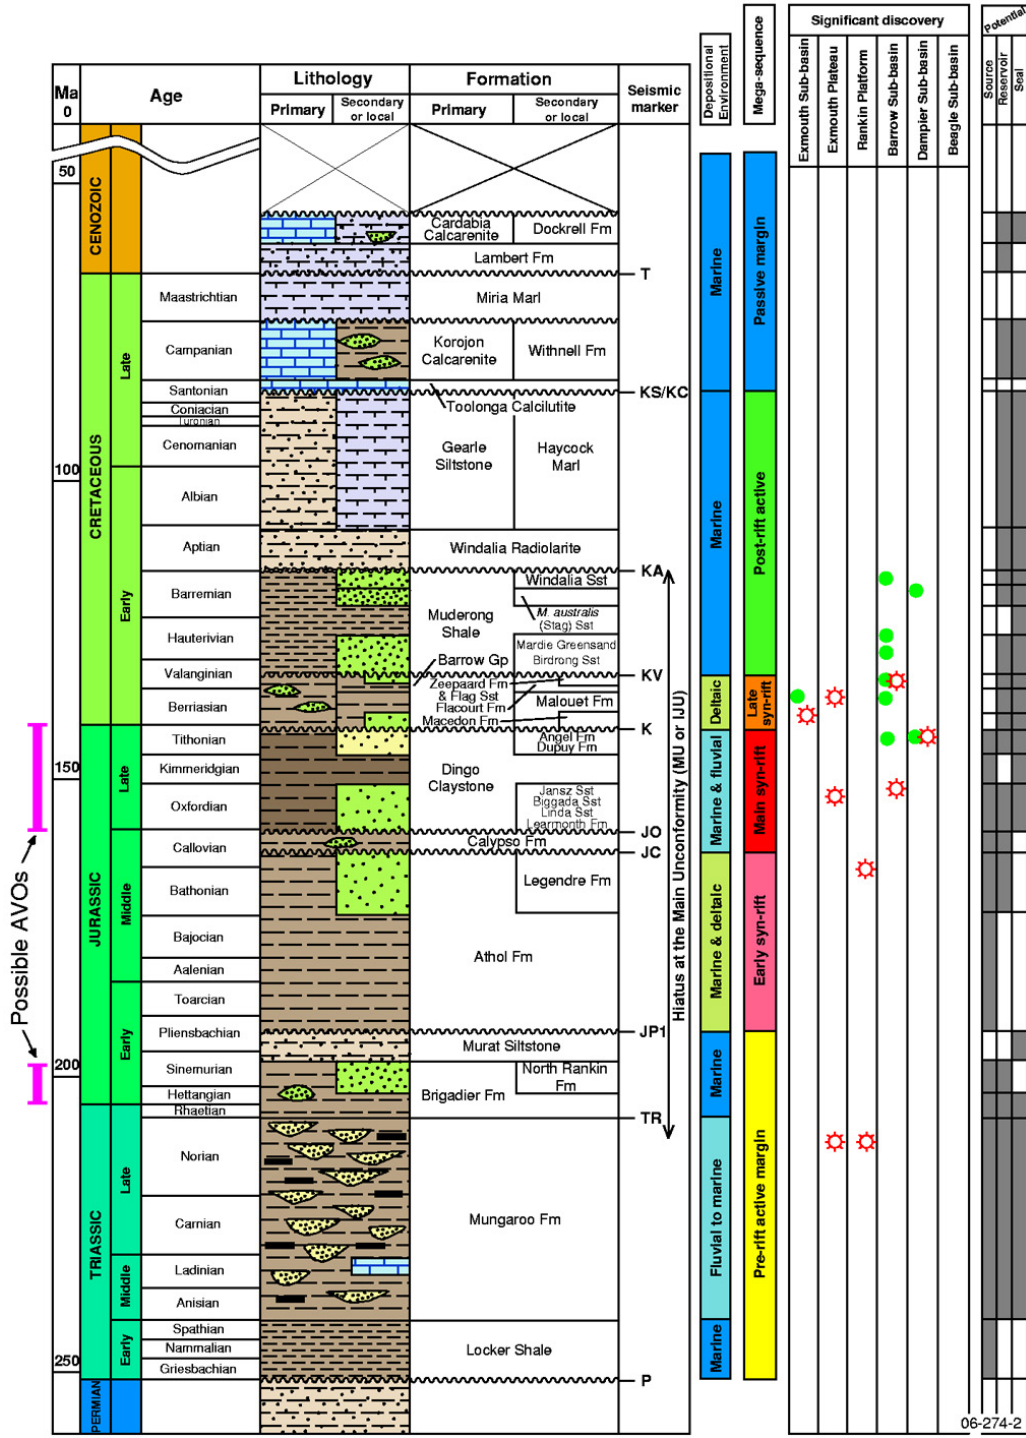 Significant discovery
Potential
Depositional
Environment
Mega-sequence
Exmouth Sub-basin
Exmouth Plateau
Rankin Platform
Barrow Sub-basin
Dampier Sub-basin
Beagle Sub-basin
Source
Reservoir
Seal
Ma
0
Age
Lithology
Primary
Secondary
or local
Formation
Primary
Secondary
or local
Seismic
marker
50
100
150
200
250
CENOZOIC
CRETACEOUS
JURASSIC
TRIASSIC
PERMIAN
Late
Early
Late
Middle
Early
Late
Middle
Early
Maastrichtian
Campanian
Santonian
Coniacian
Turonian
Cenomanian
Albian
Aptian
Barremian
Hauterivian
Valanginian
Berriasian
Tithonian
Kimmeridgian
Oxfordian
Callovian
Bathonian
Bajocian
Aalenian
Toarcian
Pliensbachian
Sinemurian
Hettangian
Rhaetian
Norian
Carnian
Ladinian
Anisian
Spathian
Nammalian
Griesbachian
Cardabia
Calcarenite
Dockrell Fm
Lambert Fm
Miria Marl
Korojon
Calcarenite
Withnell Fm
Toolonga Calcilutite
Gearle
Siltstone
Haycock
Marl
Windalia Radiolarite
Windalia Sst
M. australis
(Stag) Sst
Muderong
Shale
Mardie Greensand
Birdrong Sst
Barrow Gp
Zeepaard Fm
& Flag Sst
Flacourt Fm
Malouet Fm
Macedon Fm
Angel Fm
Dupuy Fm
Dingo
Claystone
Jansz Sst
Biggada Sst
Linda Sst
Learmonth Fm
Calypso Fm
Legendre Fm
Athol Fm
Murat Siltstone
North Rankin
Fm
Brigadier Fm
Mungaroo Fm
Locker Shale
T
KS/KC
KA
KV
K
JO
JC
JP1
TR
P
Hiatus at the Main Unconformity (MU or IJU)
Marine
Marine
Deltaic
Marine & fluvial
Marine & deltaic
Marine
Fluvial to marine
Marine
Passive margin
Post-rift active
Late
syn-rift
Main syn-rift
Early syn-rift
Pre-rift active margin
Possible AVOs
06-274-2